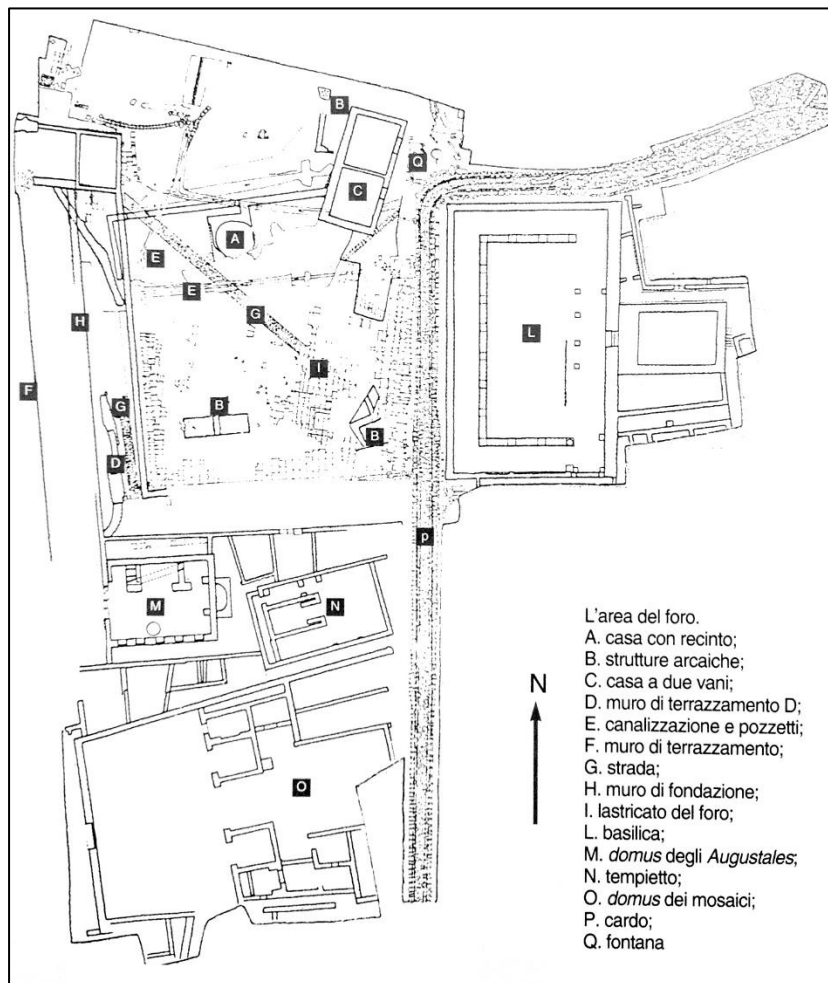 B
Q
C
A
E
E
H
G
I
L
F
G
B
B
D
p
M
N
O
N
L'area del foro.
A. casa con recinto;
B. strutture arcaiche;
C. casa a due vani;
D. muro di terrazzamento D;
E. canalizzazione e pozzetti;
F. muro di terrazzamento;
G. strada;
H. muro di fondazione;
I. lastricato del foro;
L. basilica;
M. domus degli Augustales;
N. tempietto;
O. domus dei mosaici;
P. cardo;
Q. fontana